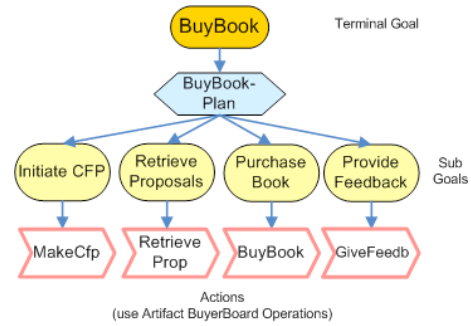 BuyBook
Terminal Goal
BuyBook-
Plan
Initiate CFP
Retrieve
Proposals
Purchase
Book
Provide
Feedback
Sub
Goals
MakeCfp
Retrieve
Prop
BuyBook
GiveFeedb
Actions
(use Artifact BuyerBoard Operations)